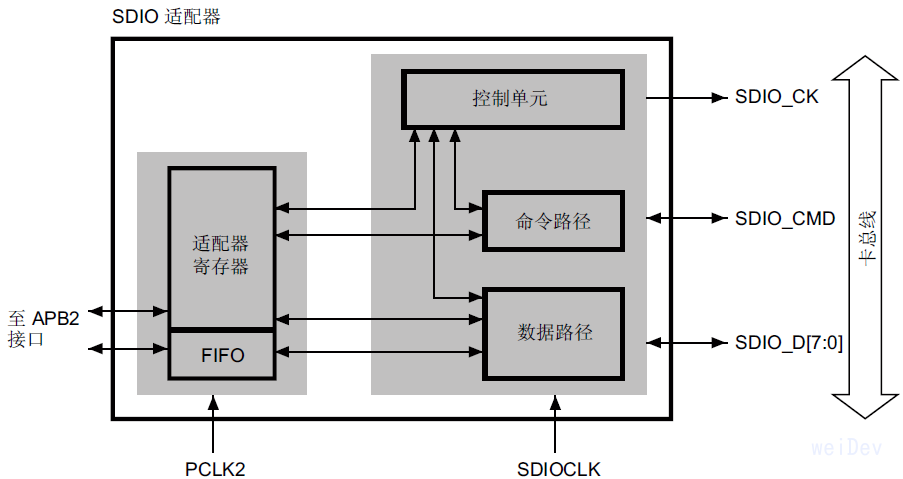 SDIO 适配器
控制单元
SDIO_CK
命令路径
SDIO_CMD
适配器
寄存器
卡总线
至 APB2
接口
数据路径
SDIO_D[7:0]
FIFO
PCLK2
SDIOCLK
weiDev